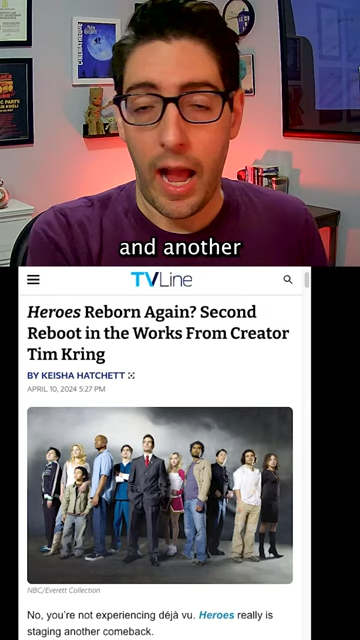 CINEMATHEQUE
and another
TVLine
Heroes Reborn Again? Second
Reboot in the Works From Creator
Tim Kring
BY KEISHA HATCHETT
APRIL 10, 2024 5:27 PM
NBC/Everett Collection
No, you're not experiencing déjà vu. Heroes really is
staging another comeback.